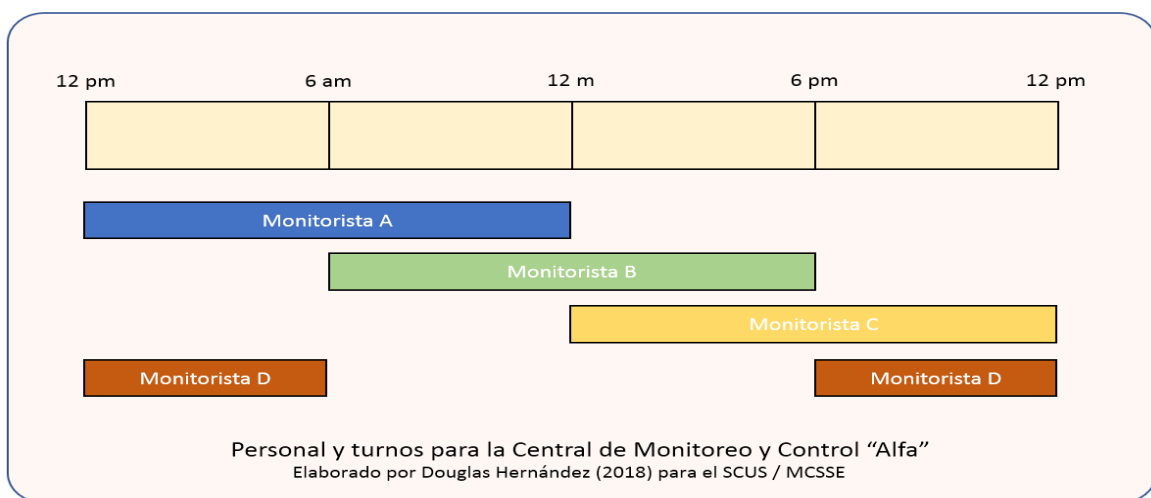 12 pm 6 am 12 m 6 pm 12 pm
Monitorista A
Monitorista B
Monitorista C
Monitorista D Monitorista D
Personal y turnos para la Central de Monitoreo y Control “Alfa”
Elaborado por Douglas Hernández (2018) para el SCUS / MCSSE